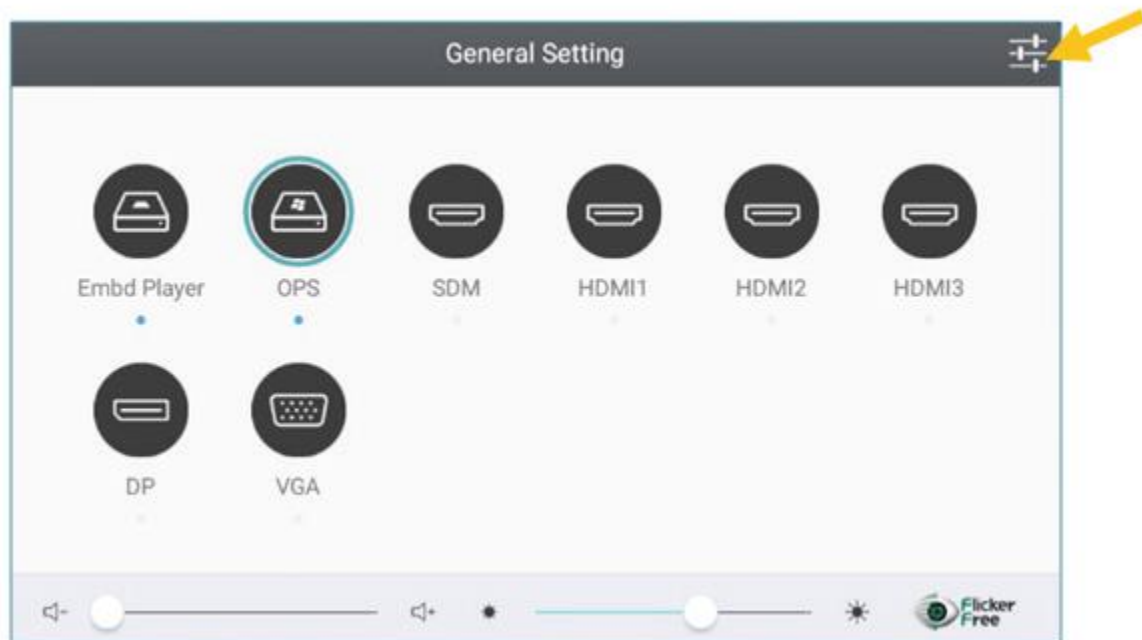 General Setting
Embd Player
OPS
SDM
HDMI1
HDMI2
HDMI3
DP
VGA
Flicker
Free